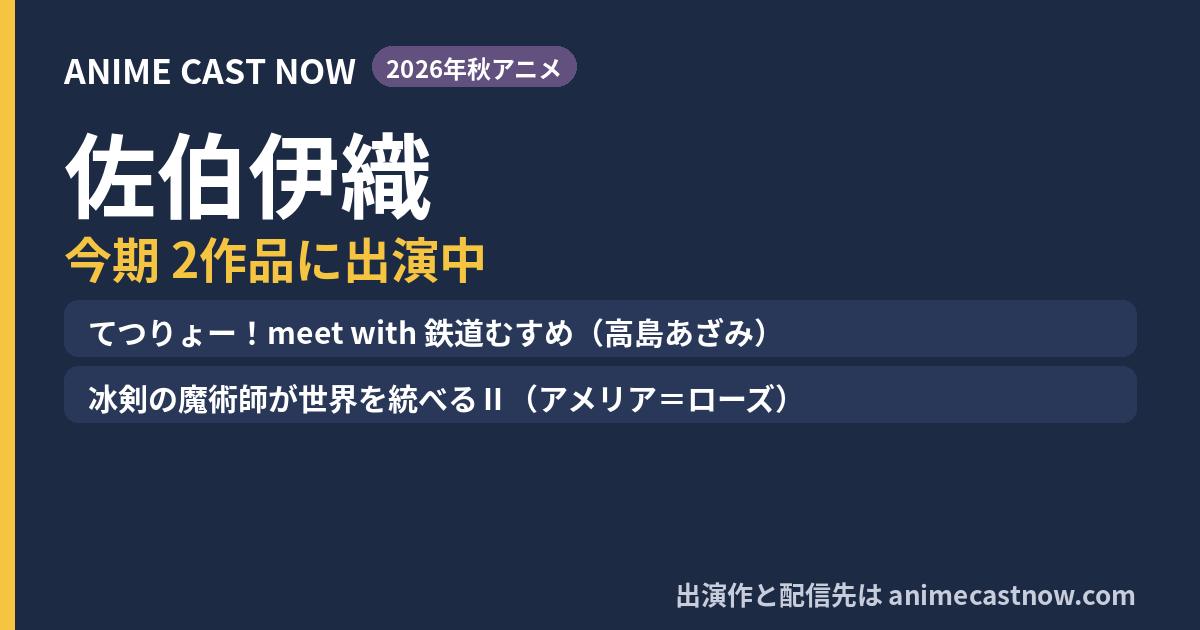 ANIME CAST NOW 2026年秋アニメ
佐伯伊織
今期 2作品に出演中
てつりょー！meet with 鉄道むすめ（高島あざみ）
冰剣の魔術師が世界を統べるⅡ（アメリア＝ローズ）
出演作と配信先は animecastnow.com